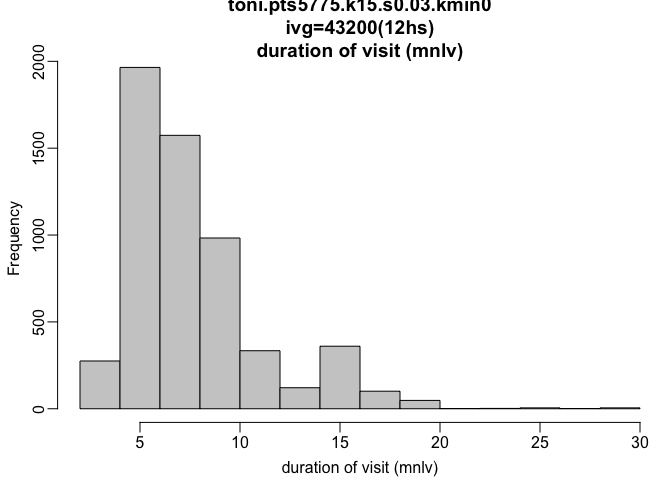 toni.pts5775.k15.s0.03.kmin0
ivg=43200(12hs)
duration of visit (mnlv)
Frequency
2000
1500
1000
500
0
5 10 15 20 25 30
duration of visit (mnlv)